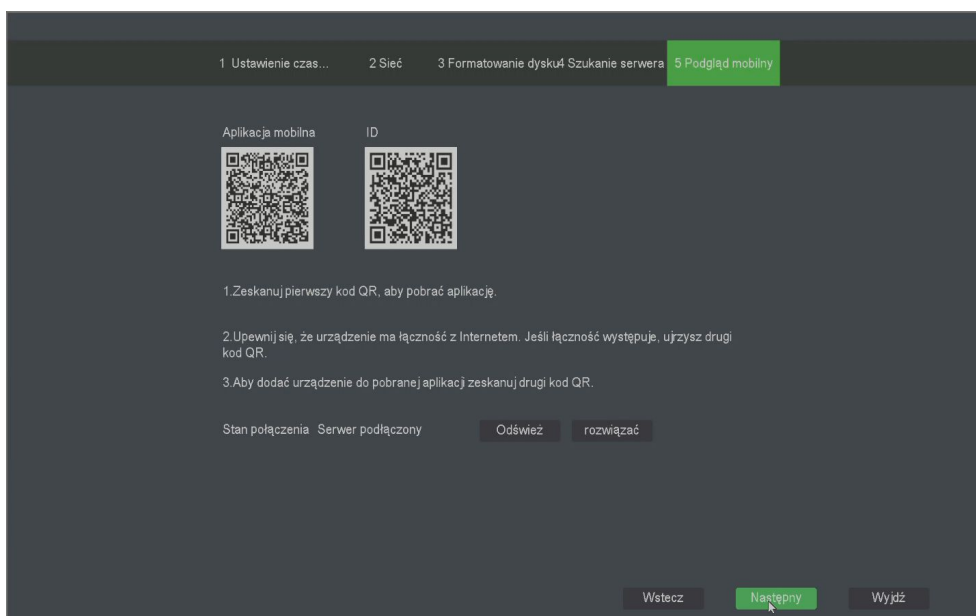 1 Ustawienie czas... 2 Sieć 3 Formatowanie dysku4 Szukanie serwera 5 Podgląd mobilny
Aplikacja mobilna ID
1.Zeskanuj pierwszy kod QR, aby pobrać aplikację.
2.Upewnij się, że urządzenie ma łączność z Internetem. Jeśli łączność występuje, ujrzysz drugi
kod QR.
3.Aby dodać urządzenie do pobranej aplikacji zeskanuj drugi kod QR.
Stan połączenia Serwer podłączony Odśwież rozwiązać
Wstecz Następny Wyjdź